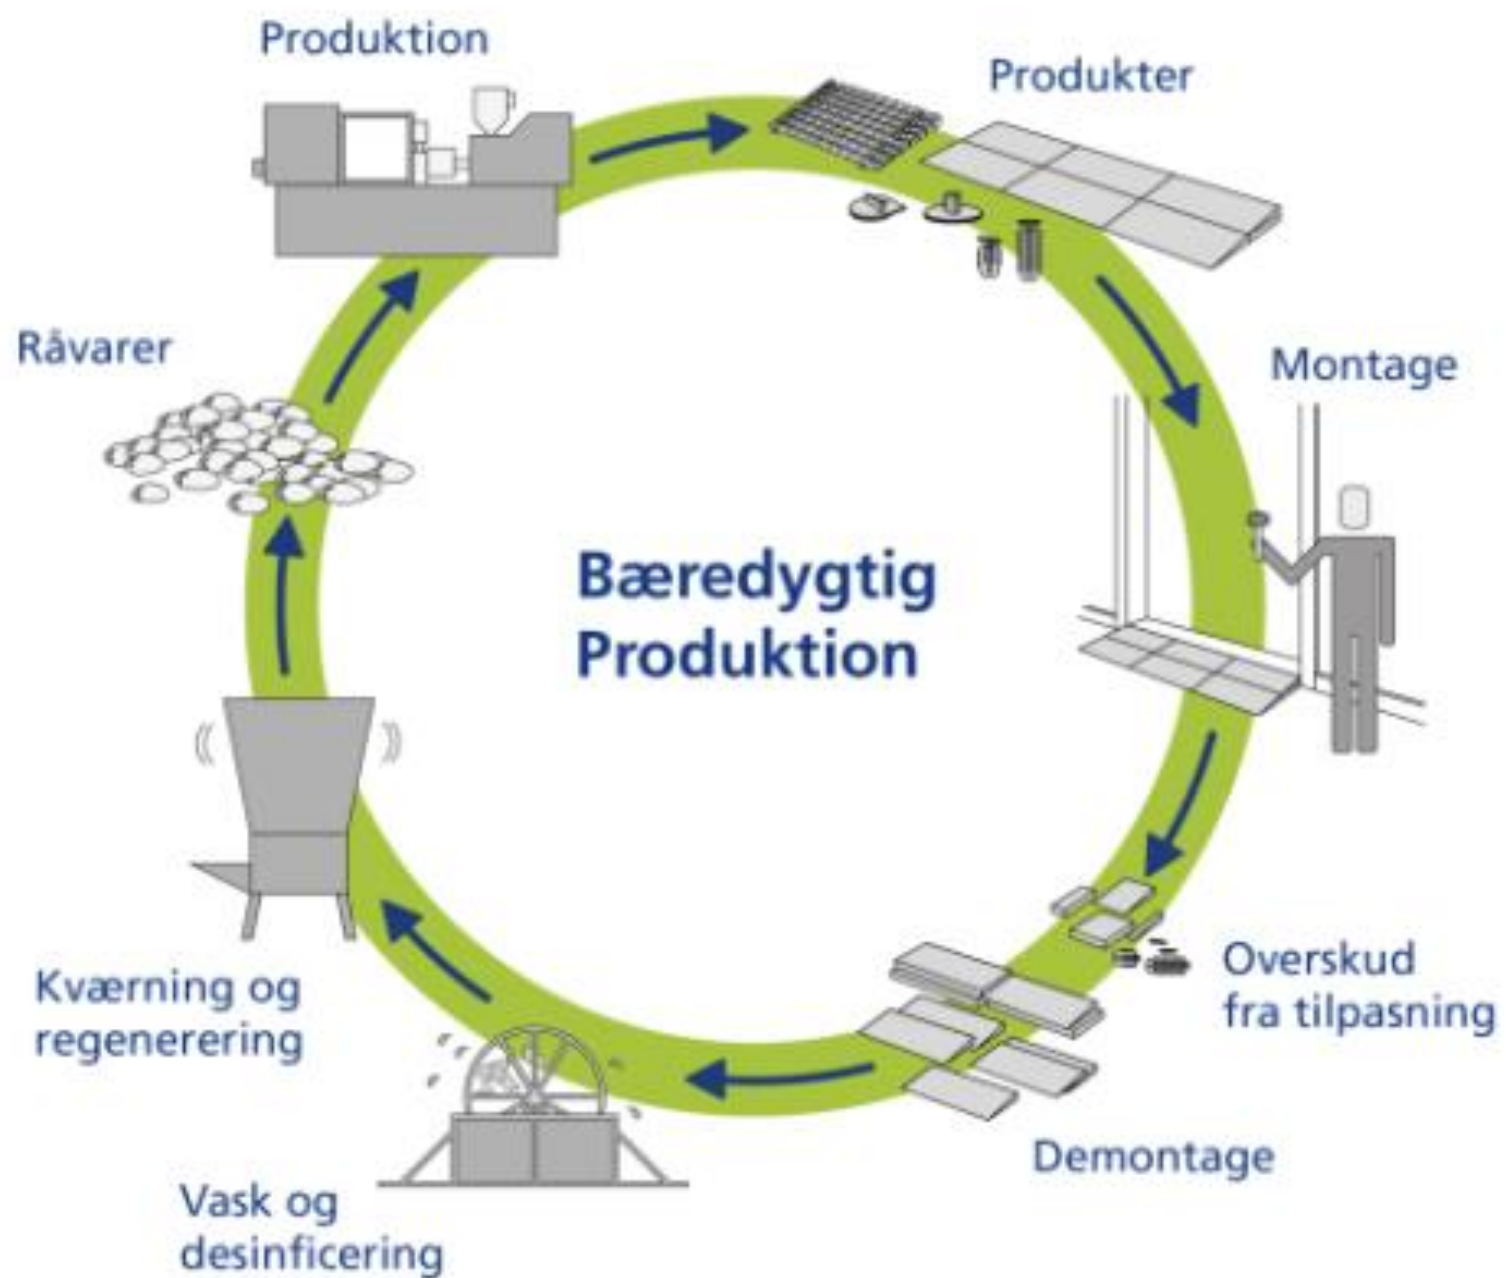 Produktion
Produkter
Råvarer
Montage
Bæredygtig
Produktion
Overskud
fra tilpasning
Kværning og
regenerering
Demontage
Vask og
desinficering